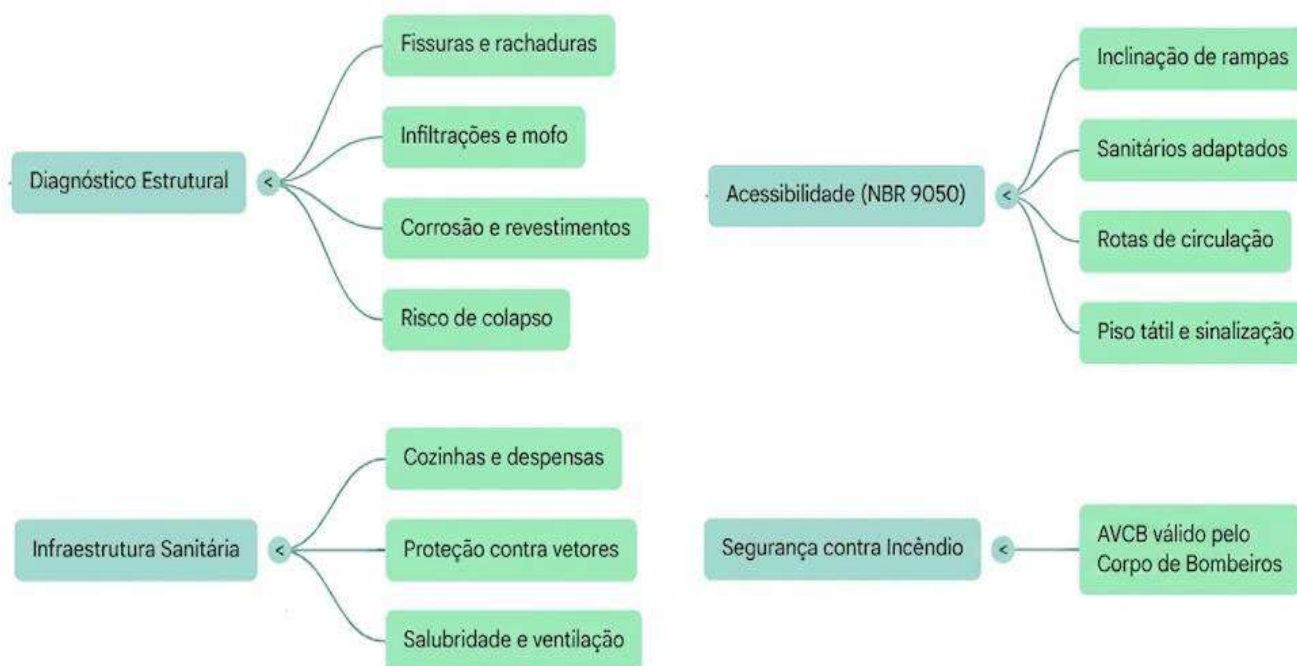 Diagnóstico Estrutural
Fissuras e rachaduras
Infiltrações e mofo
Corrosão e revestimentos
Risco de colapso
Acessibilidade (NBR 9050)
Inclinação de rampas
Sanitários adaptados
Rotas de circulação
Piso tátil e sinalização
Infraestrutura Sanitária
Cozinhas e despensas
Proteção contra vetores
Salubridade e ventilação
Segurança contra Incêndio
AVCB válido pelo
Corpo de Bombeiros